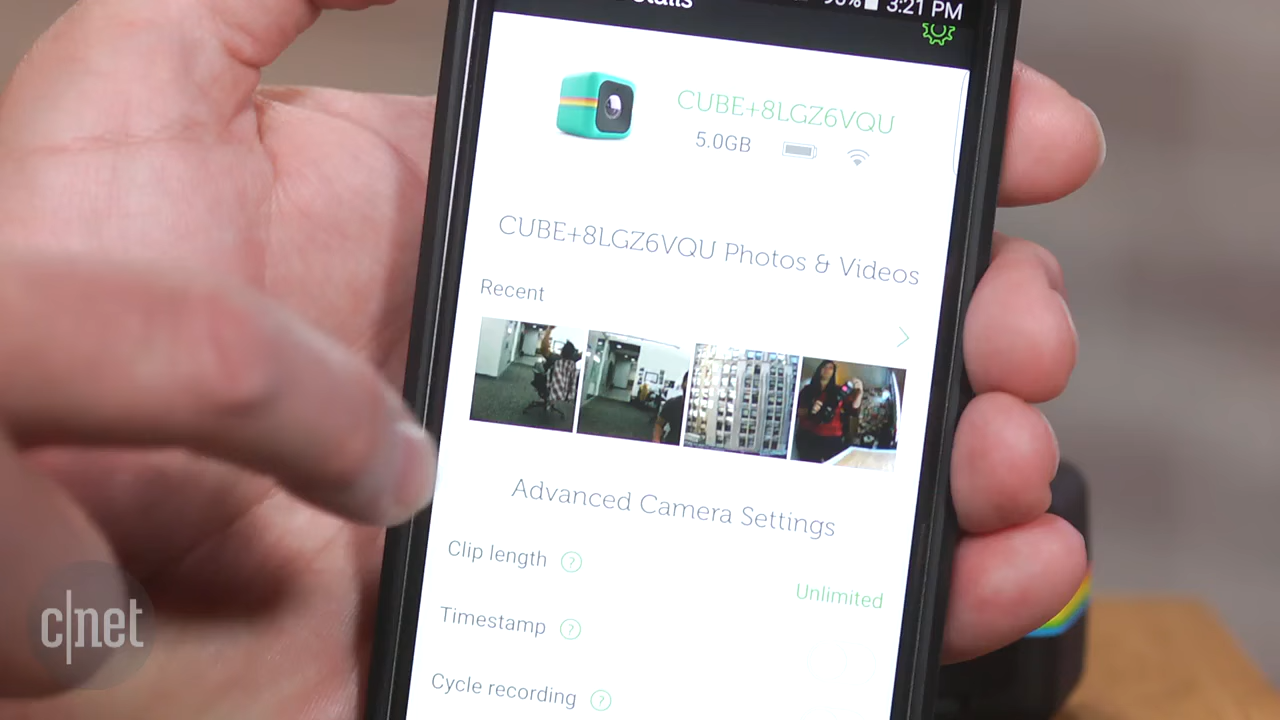 3:21 PM
CUBE+8LGZ6VQU
5.0GB
CUBE+8LGZ6VQU Photos & Videos
Recent
Advanced Camera Settings
Clip length ?
Unlimited
Timestamp ?
Cycle recording ?
c|net